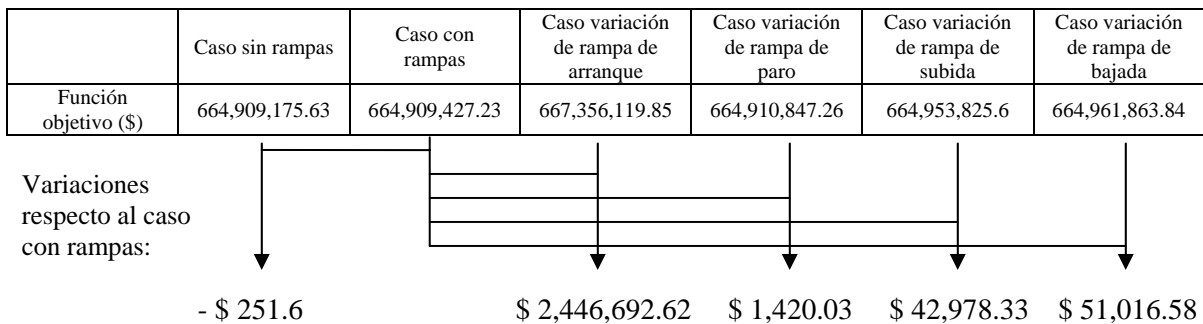 Caso sin rampas
Caso con
rampas
Caso variación
de rampa de
arranque
Caso variación
de rampa de
paro
Caso variación
de rampa de
subida
Caso variación
de rampa de
bajada
Función
objetivo ($)
664,909,175.63
664,909,427.23
667,356,119.85
664,910,847.26
664,953,825.6
664,961,863.84
Variaciones
respecto al caso
con rampas:
- $ 251.6
$ 2,446,692.62
$ 1,420.03
$ 42,978.33
$ 51,016.58